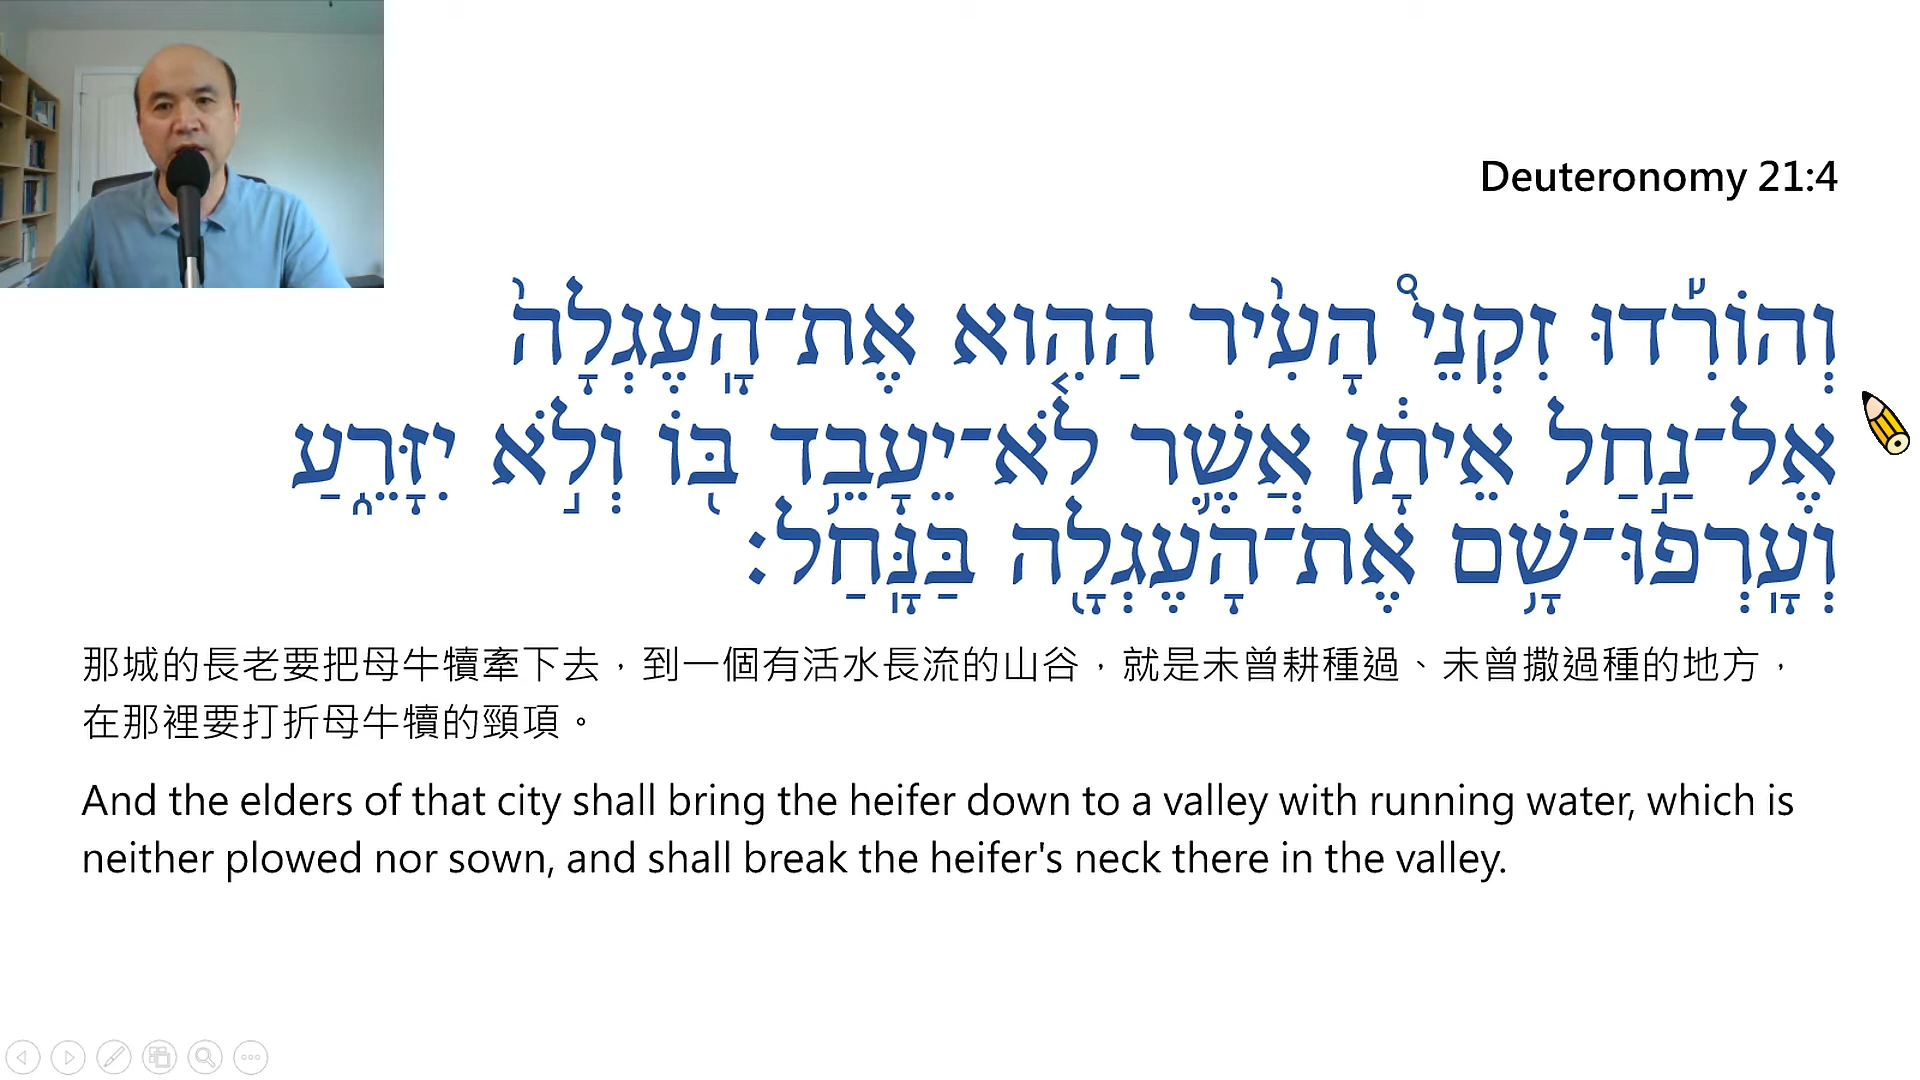 Deuteronomy 21:4
וְהוֹרִ֡דוּ זִקְנֵי֩ הָעִ֨יר הַהִ֤וא אֶת־הָֽעֶגְלָה֙
אֶל־נַ֣חַל אֵיתָ֔ן אֲשֶׁ֛ר לֹא־יֵעָבֵ֥ד בּ֖וֹ וְלֹ֣א יִזָּרֵ֑עַ
וְעָֽרְפוּ־שָׁ֥ם אֶת־הָעֶגְלָ֖ה בַּנָּֽחַל׃
那城的長老要把母牛犢牽下去，到一個有活水長流的山谷，就是未曾耕種過、未曾撒過種的地方，
在那裡要打折母牛犢的頸項。
And the elders of that city shall bring the heifer down to a valley with running water, which is
neither plowed nor sown, and shall break the heifer's neck there in the valley.